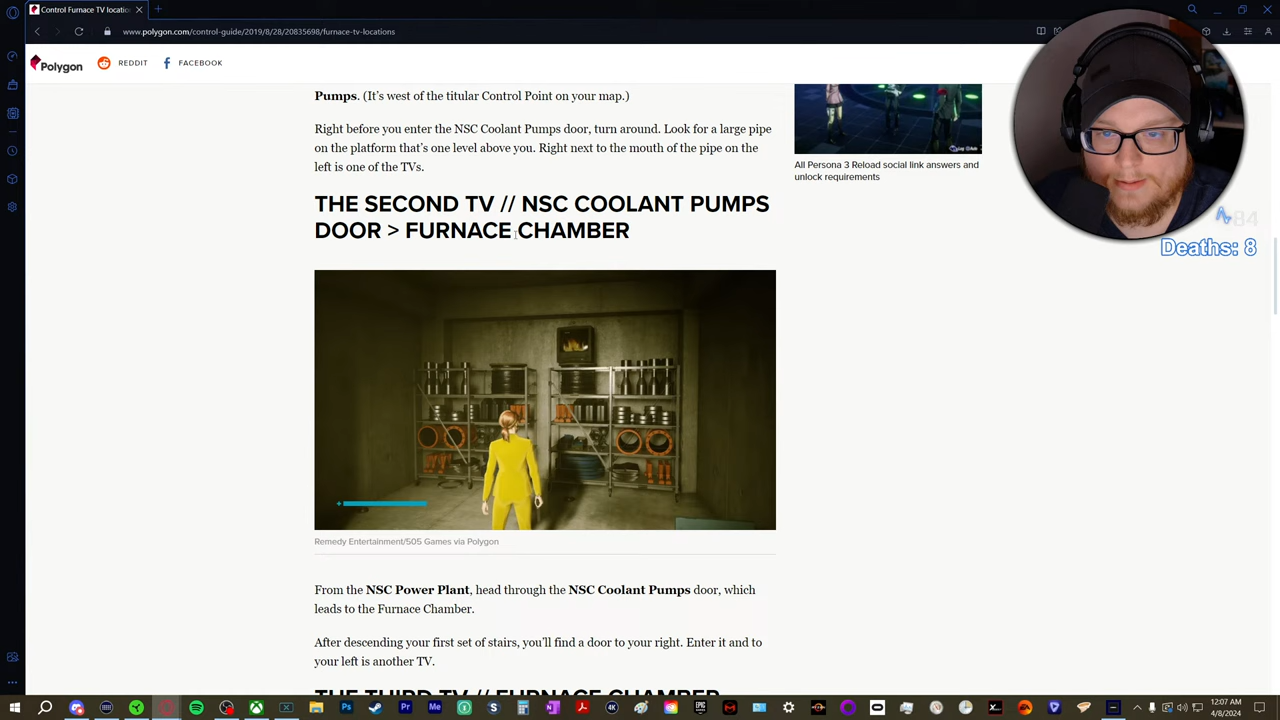 Control Furnace TV locatio
www.polygon.com/control-guide/2019/8/28/20835698/furnace-tv-locations
Polygon
REDDIT
FACEBOOK
Pumps. (It’s west of the titular Control Point on your map.)
Right before you enter the NSC Coolant Pumps door, turn around. Look for a large pipe
on the platform that’s one level above you. Right next to the mouth of the pipe on the
left is one of the TVs.
All Persona 3 Reload social link answers and
unlock requirements
84
Deaths: 8
THE SECOND TV // NSC COOLANT PUMPS
DOOR > FURNACE CHAMBER
Remedy Entertainment/505 Games via Polygon
From the NSC Power Plant, head through the NSC Coolant Pumps door, which
leads to the Furnace Chamber.
After descending your first set of stairs, you’ll find a door to your right. Enter it and to
your left is another TV.
THE THIRD TV // FURNACE CHAMBER
12:07 AM
4/8/2024